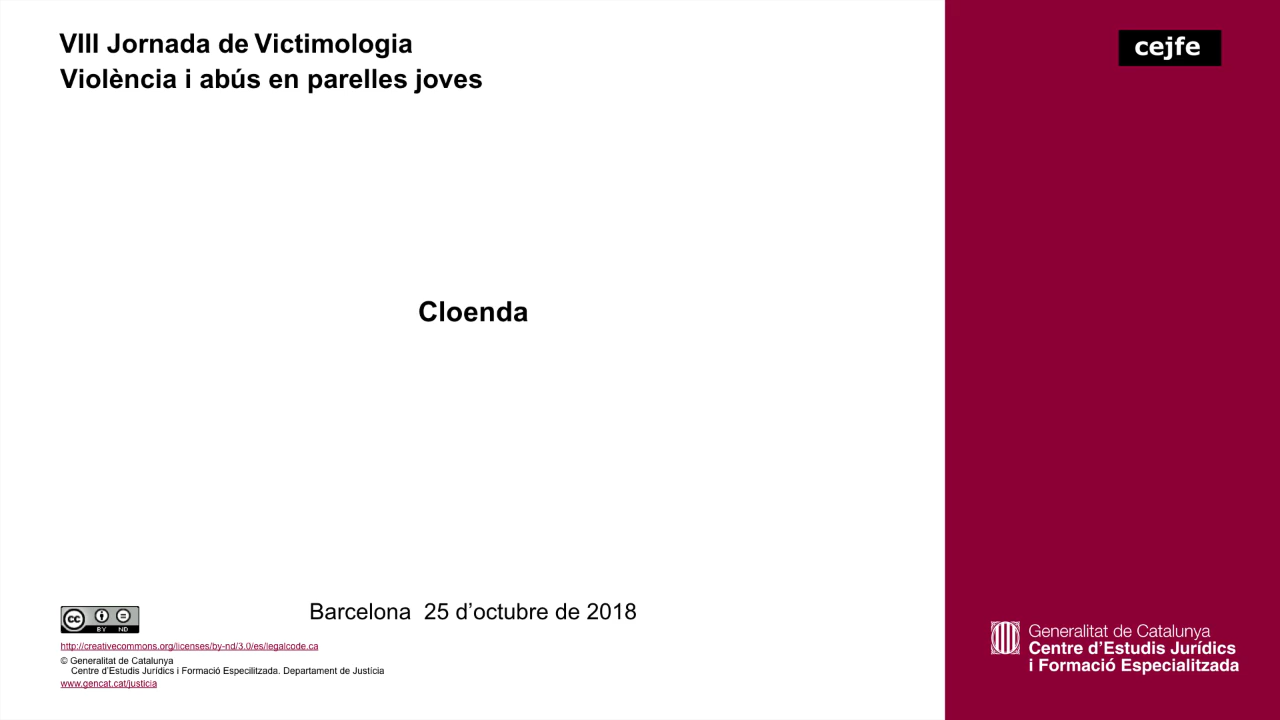 VIII Jornada de Victimologia
Violència i abús en parelles joves
cejfe
Cloenda
Barcelona  25 d’octubre de 2018
cc BY ND
http://creativecommons.org/licenses/by-nd/3.0/es/legalcode.ca
© Generalitat de Catalunya
Centre d’Estudis Jurídics i Formació Especilitzada. Departament de Justícia
www.gencat.cat/justicia
Generalitat de Catalunya
Centre d’Estudis Jurídics
i Formació Especialitzada